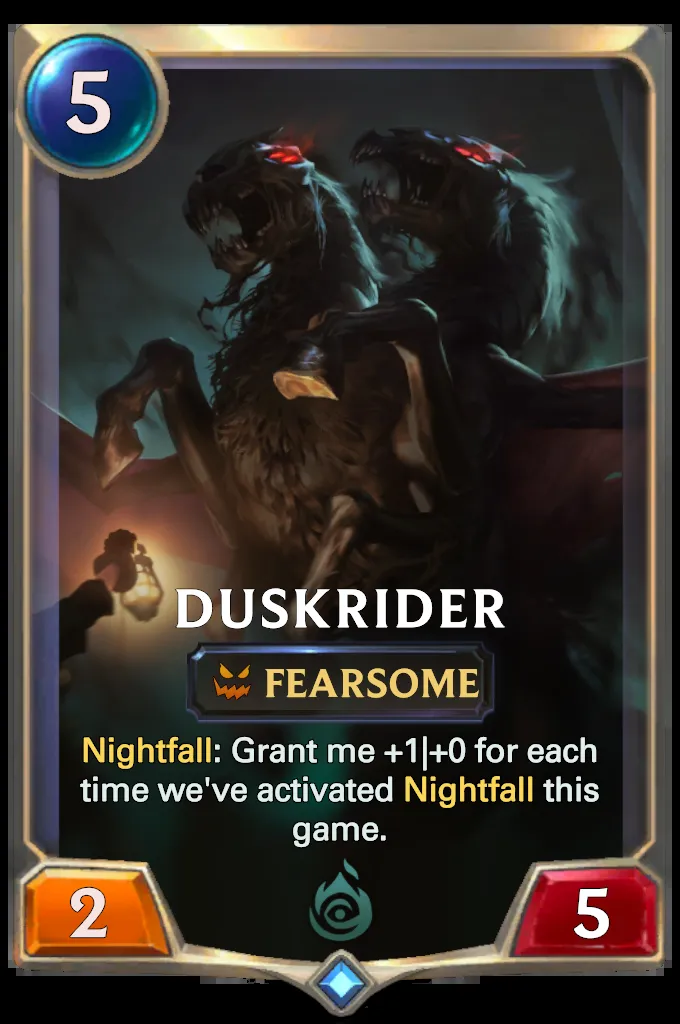 5
DUSKRIDER
FEARSOME
Nightfall: Grant me +1|+0 for each
time we've activated Nightfall this
game.
2
5